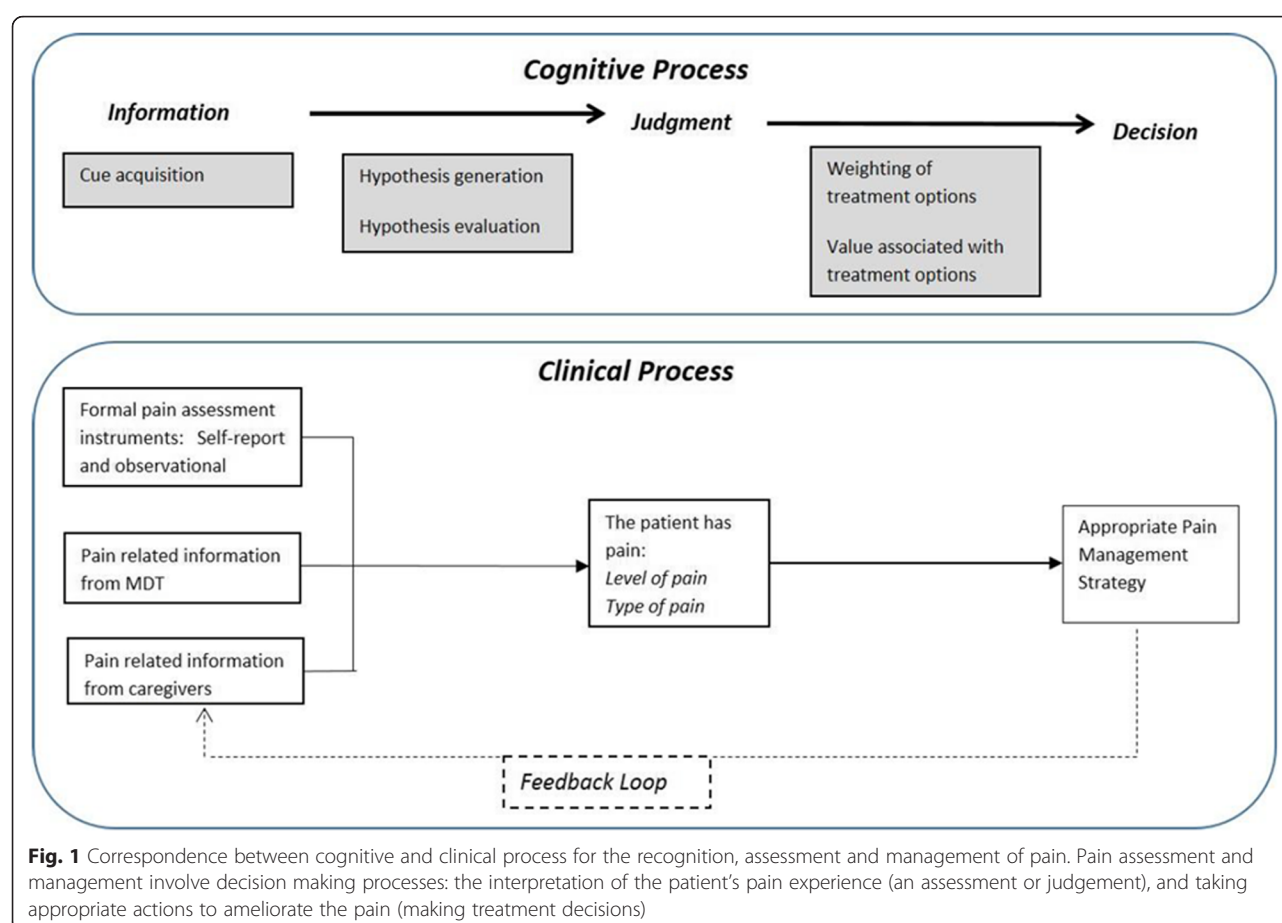 Cognitive Process
Information
Judgment
Decision
Cue acquisition
Hypothesis generation
Hypothesis evaluation
Weighting of
treatment options
Value associated with
treatment options
Clinical Process
Formal pain assessment
instruments: Self-report
and observational
Pain related information
from MDT
Pain related information
from caregivers
The patient has
pain:
Level of pain
Type of pain
Appropriate Pain
Management
Strategy
Feedback Loop
Fig. 1 Correspondence between cognitive and clinical process for the recognition, assessment and management of pain. Pain assessment and
management involve decision making processes: the interpretation of the patient's pain experience (an assessment or judgement), and taking
appropriate actions to ameliorate the pain (making treatment decisions)